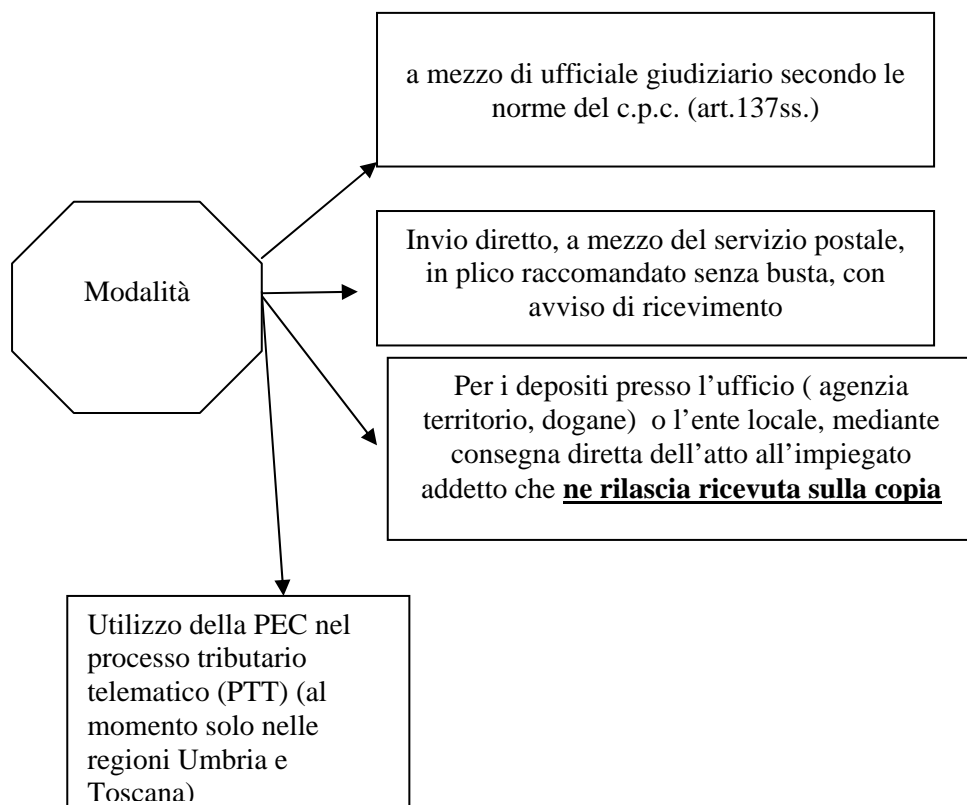 a mezzo di ufficiale giudiziario secondo le
norme del c.p.c. (art.137ss.)
Modalità
Invio diretto, a mezzo del servizio postale,
in plico raccomandato senza busta, con
avviso di ricevimento
Per i depositi presso l’ufficio ( agenzia
territorio, dogane)  o l’ente locale, mediante
consegna diretta dell’atto all’impiegato
addetto che ne rilascia ricevuta sulla copia
Utilizzo della PEC nel
processo tributario
telematico (PTT) (al
momento solo nelle
regioni Umbria e
Toscana)